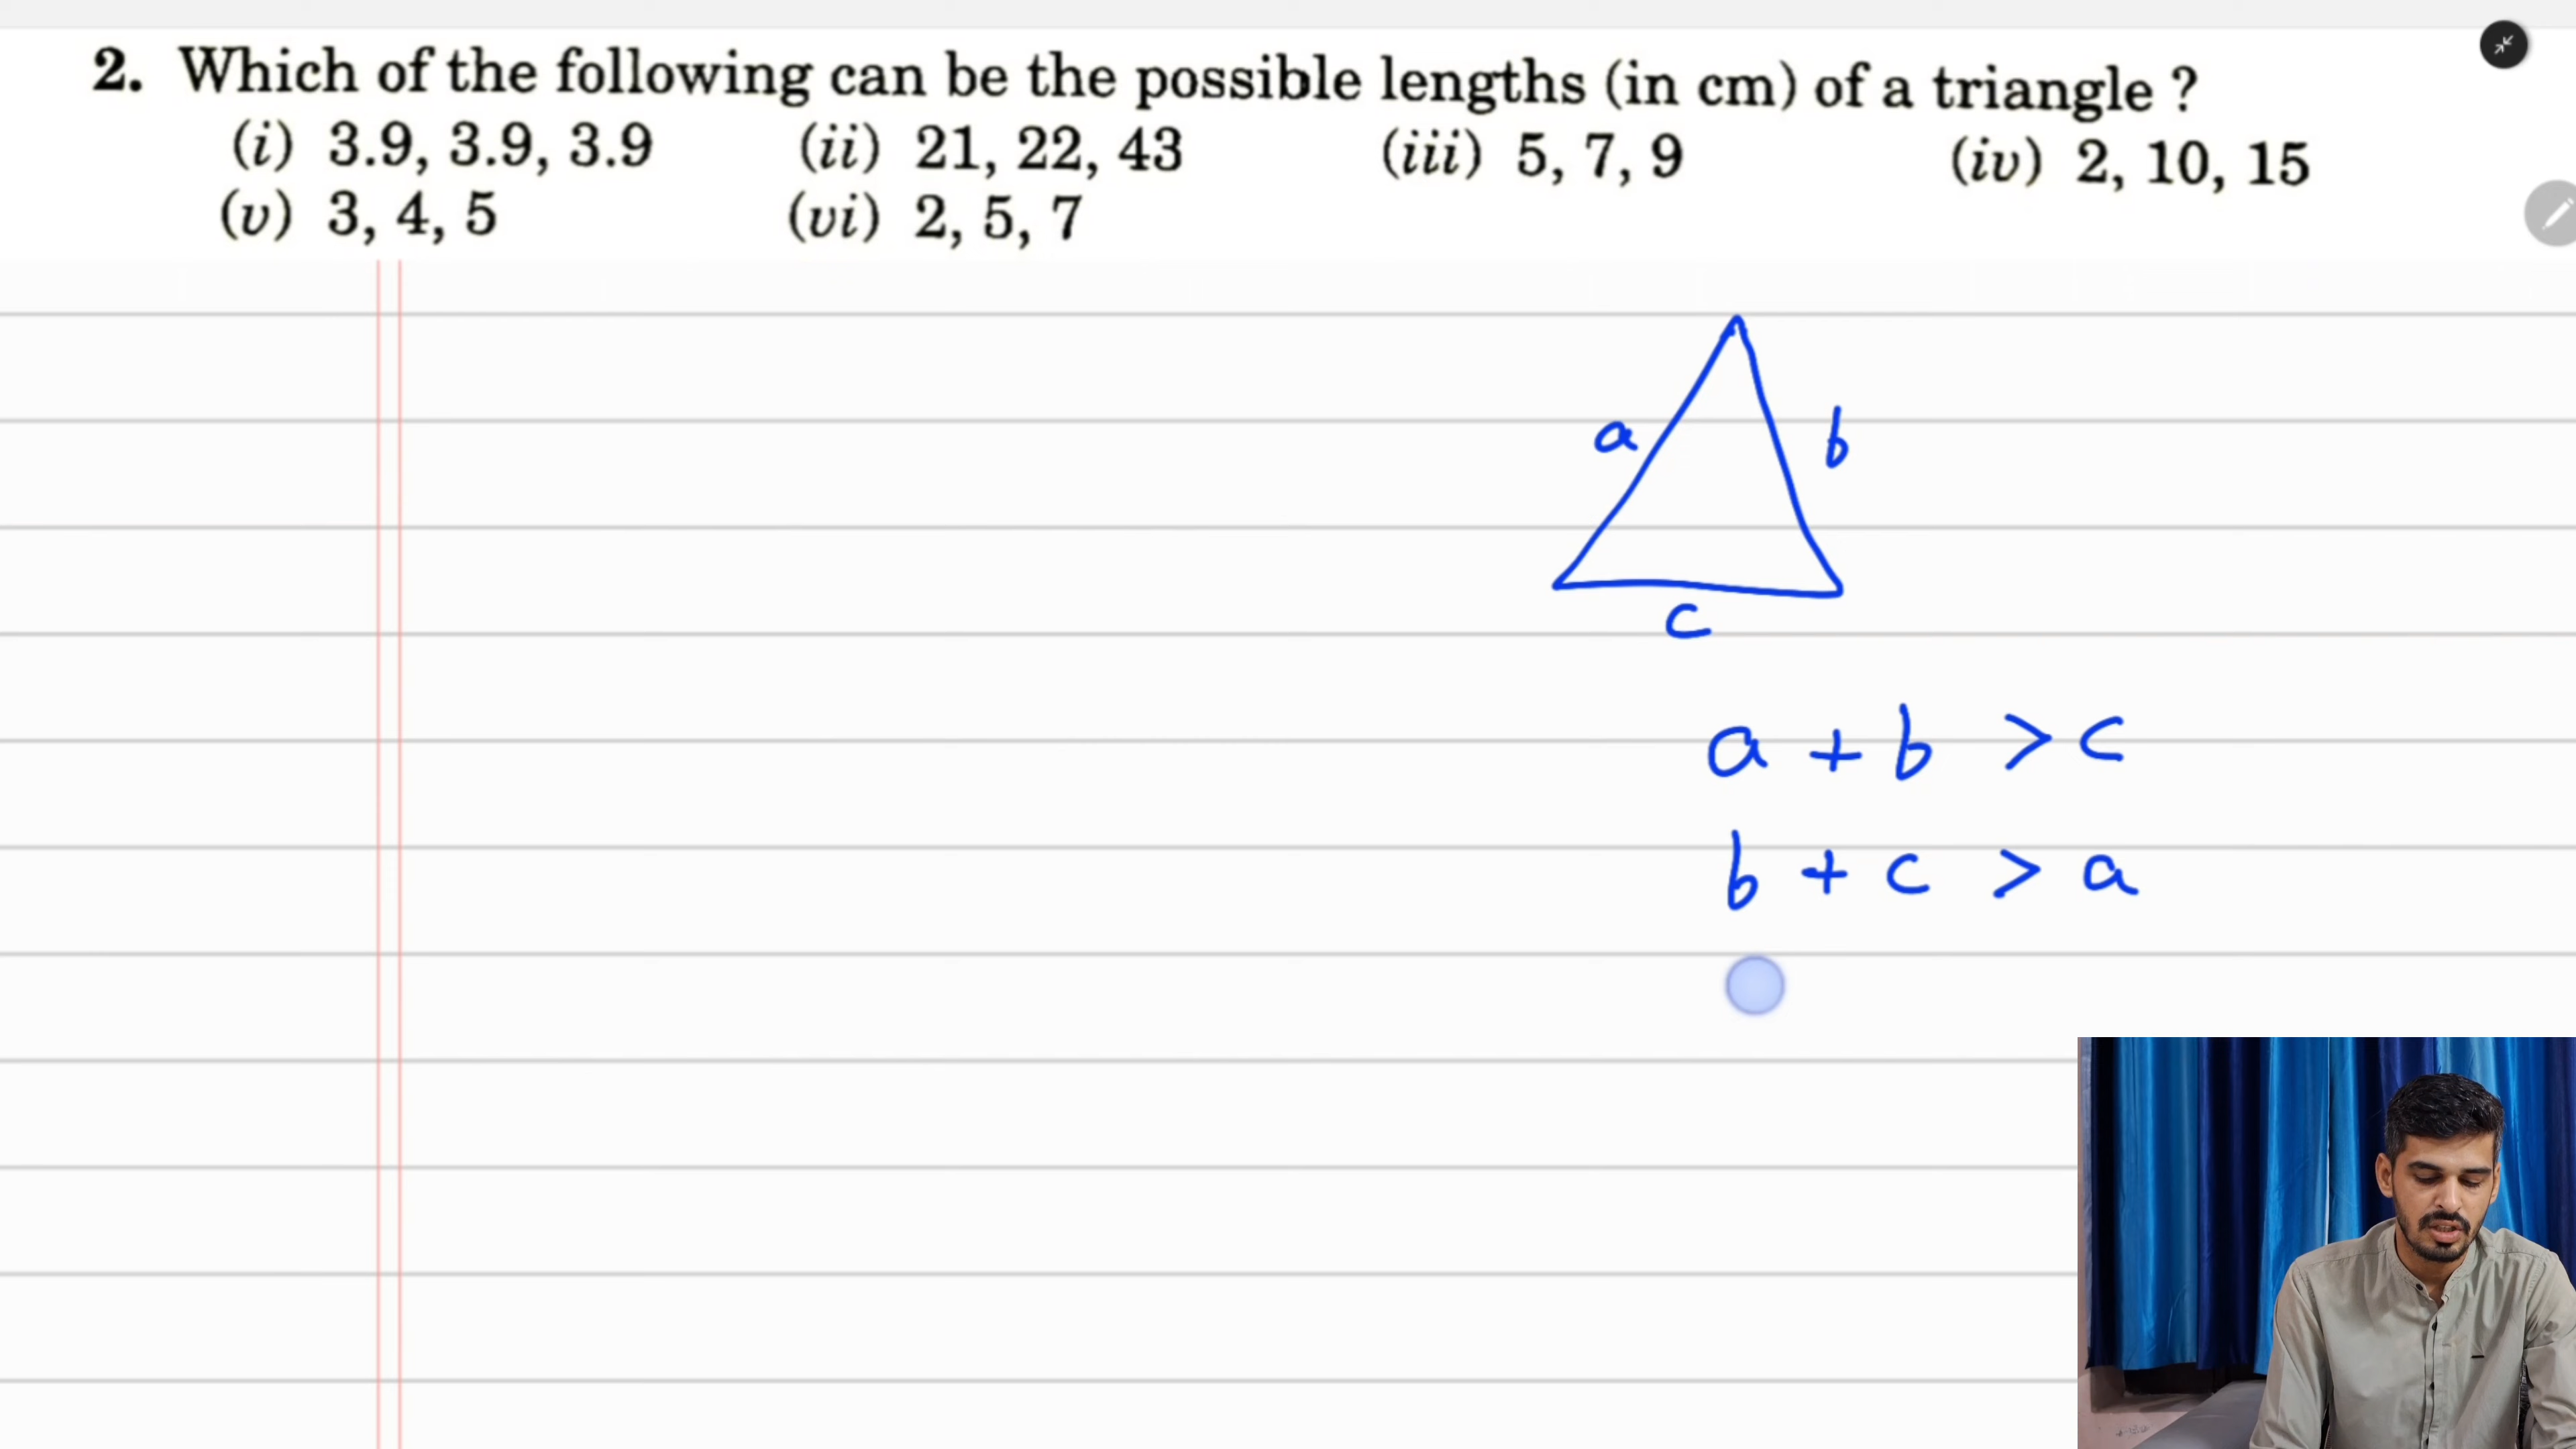 2. Which of the following can be the possible lengths (in cm) of a triangle ?
(i) 3.9, 3.9, 3.9 (ii) 21, 22, 43 (iii) 5, 7, 9 (iv) 2, 10, 15
(v) 3, 4, 5 (vi) 2, 5, 7
a b
c
a + b > c
b + c > a